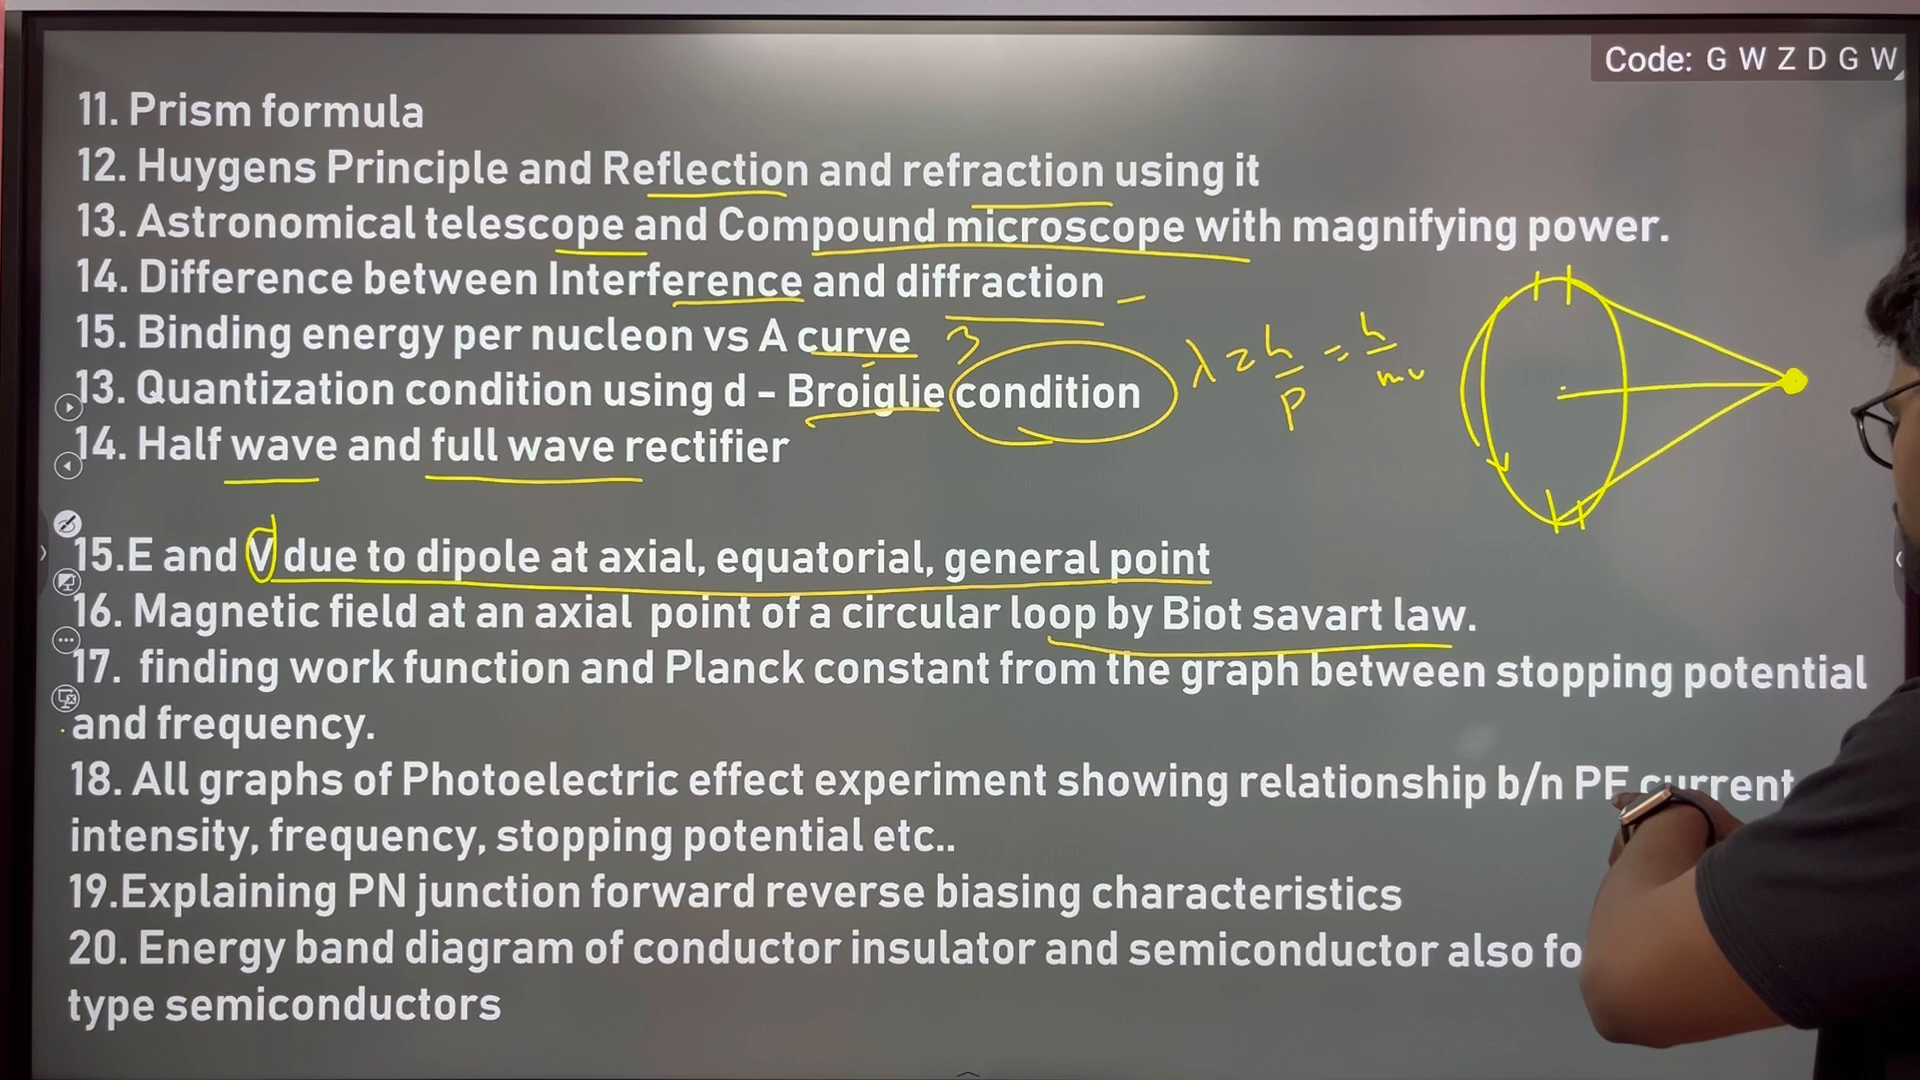 Code: G W Z D G W
11. Prism formula
12. Huygens Principle and Reflection and refraction using it
13. Astronomical telescope and Compound microscope with magnifying power.
14. Difference between Interference and diffraction
15. Binding energy per nucleon vs A curve
3
13. Quantization condition using d - Broiglie condition
λ = h/p = h/mv
14. Half wave and full wave rectifier
15.E and V due to dipole at axial, equatorial, general point
16. Magnetic field at an axial point of a circular loop by Biot savart law.
17. finding work function and Planck constant from the graph between stopping potential
and frequency.
18. All graphs of Photoelectric effect experiment showing relationship b/n PE current
intensity, frequency, stopping potential etc..
19.Explaining PN junction forward reverse biasing characteristics
20. Energy band diagram of conductor insulator and semiconductor also
type semiconductors